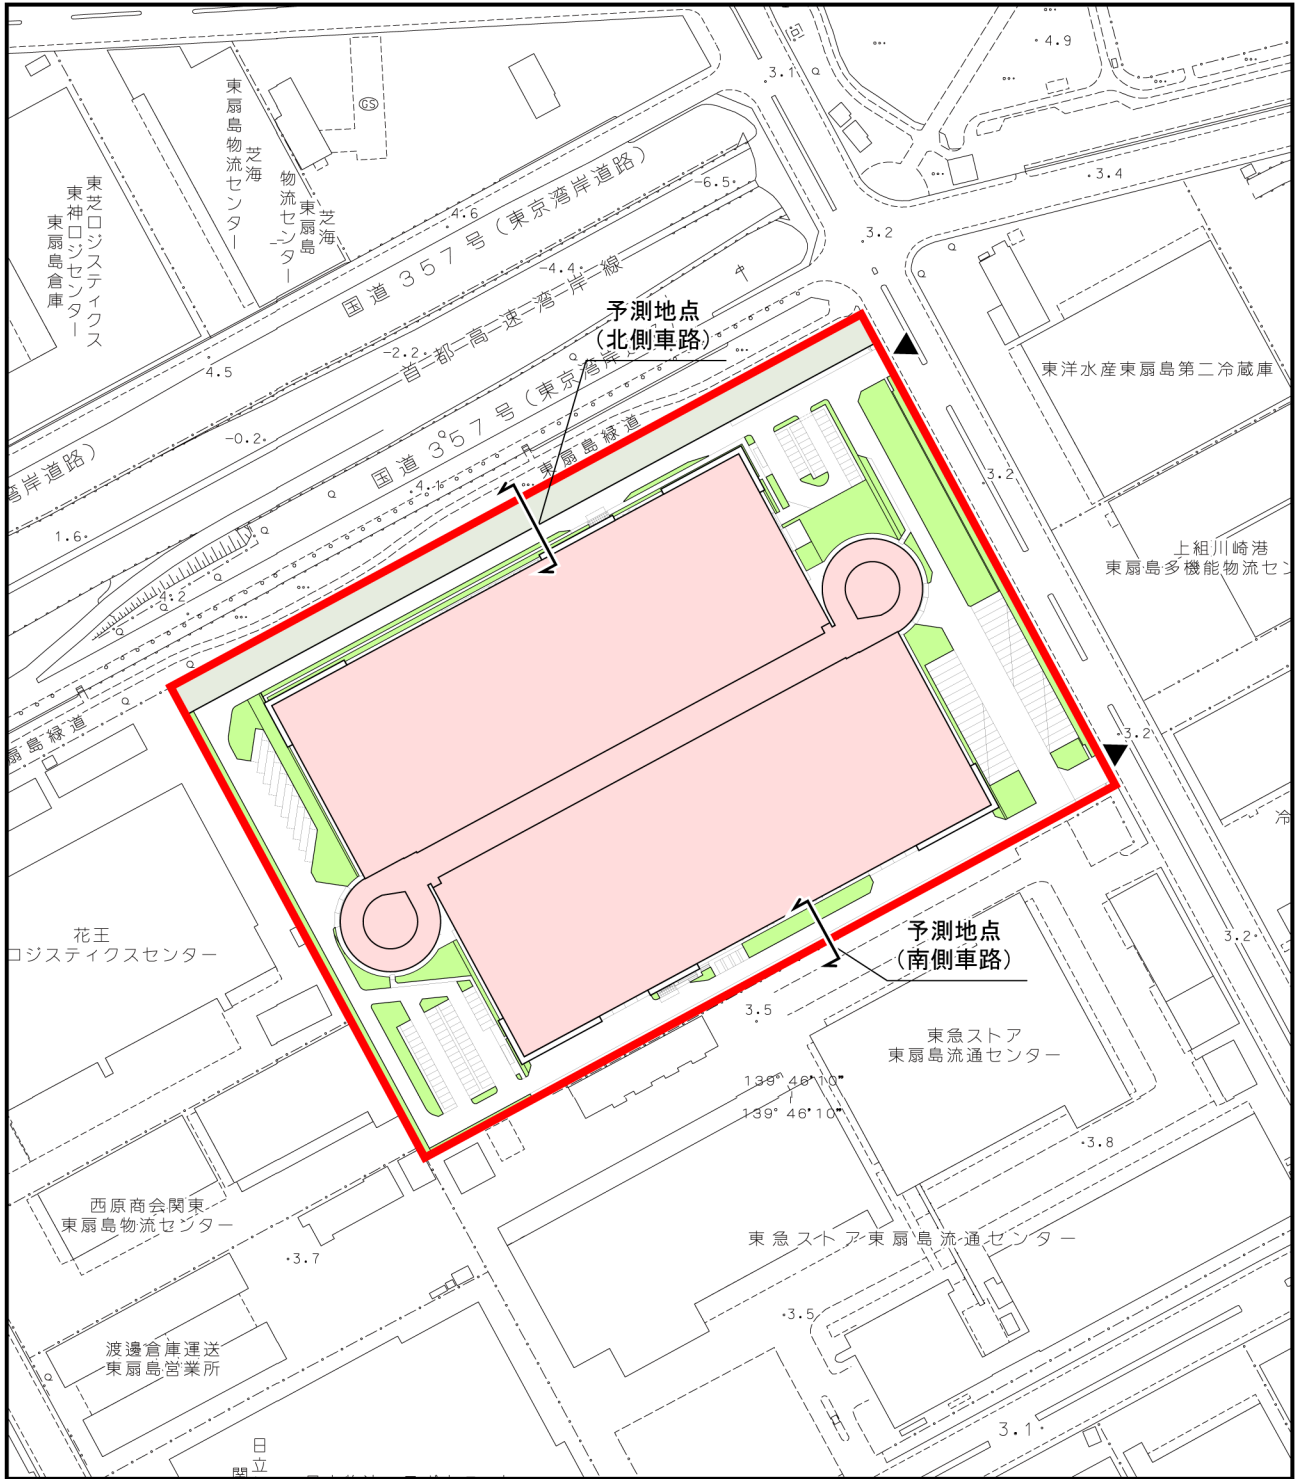 4.9
3.1
GS
東扇島物流センター
芝海
物流センター
東扇島
芝海
東芝ロジスティクス
東神ロジセンター
東扇島倉庫
国道357号(東京湾岸道路)
-6.5
3.4
4.6
3.2
-4.4
首都高速湾岸線
予測地点
(北側車路)
-2.2
4.5
国道357号(東京湾岸
東洋水産東扇島第二冷蔵庫
-0.2
湾岸道路)
東扇島緑道
4.1
3.2
1.6
上組川崎港
東扇島多機能物流セン
4.2
扇島緑道
3.2
冷
花王
ロジスティクスセンター
予測地点
(南側車路)
3.2
3.5
東急ストア
東扇島流通センター
139°46'10"
139°46'10"
3.8
西原商会関東
東扇島物流センター
東急ストア東扇島流通センター
3.7
3.5
渡邊倉庫運送
東扇島営業所
3.1
日立
関